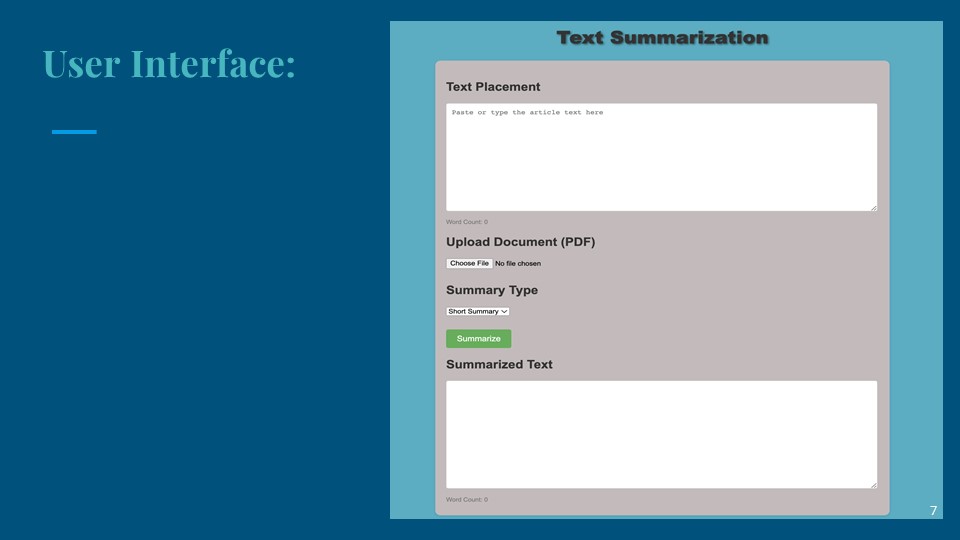 User Interface:
Text Summarization
Text Placement
Paste or type the article text here
Word Count: 0
Upload Document (PDF)
Choose File No file chosen
Summary Type
Short Summary
Summarize
Summarized Text
Word Count: 0
7